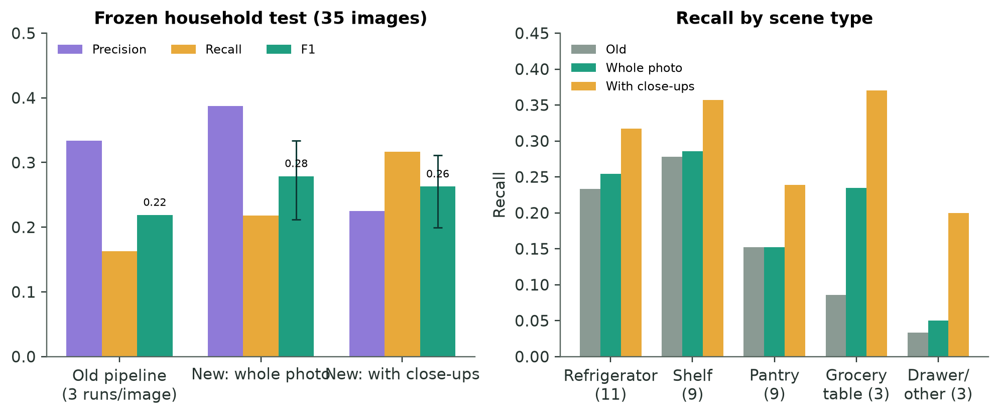 Frozen household test (35 images)
0.5
0.4
0.3
0.2
0.1
0.0
Precision Recall F1
0.22
0.28
0.26
Old pipeline
(3 runs/image)
New: whole photo
New: with close-ups
Recall by scene type
Recall
0.45
0.40
0.35
0.30
0.25
0.20
0.15
0.10
0.05
0.00
Old
Whole photo
With close-ups
Refrigerator
(11)
Shelf
(9)
Pantry
(9)
Grocery
table (3)
Drawer/
other (3)